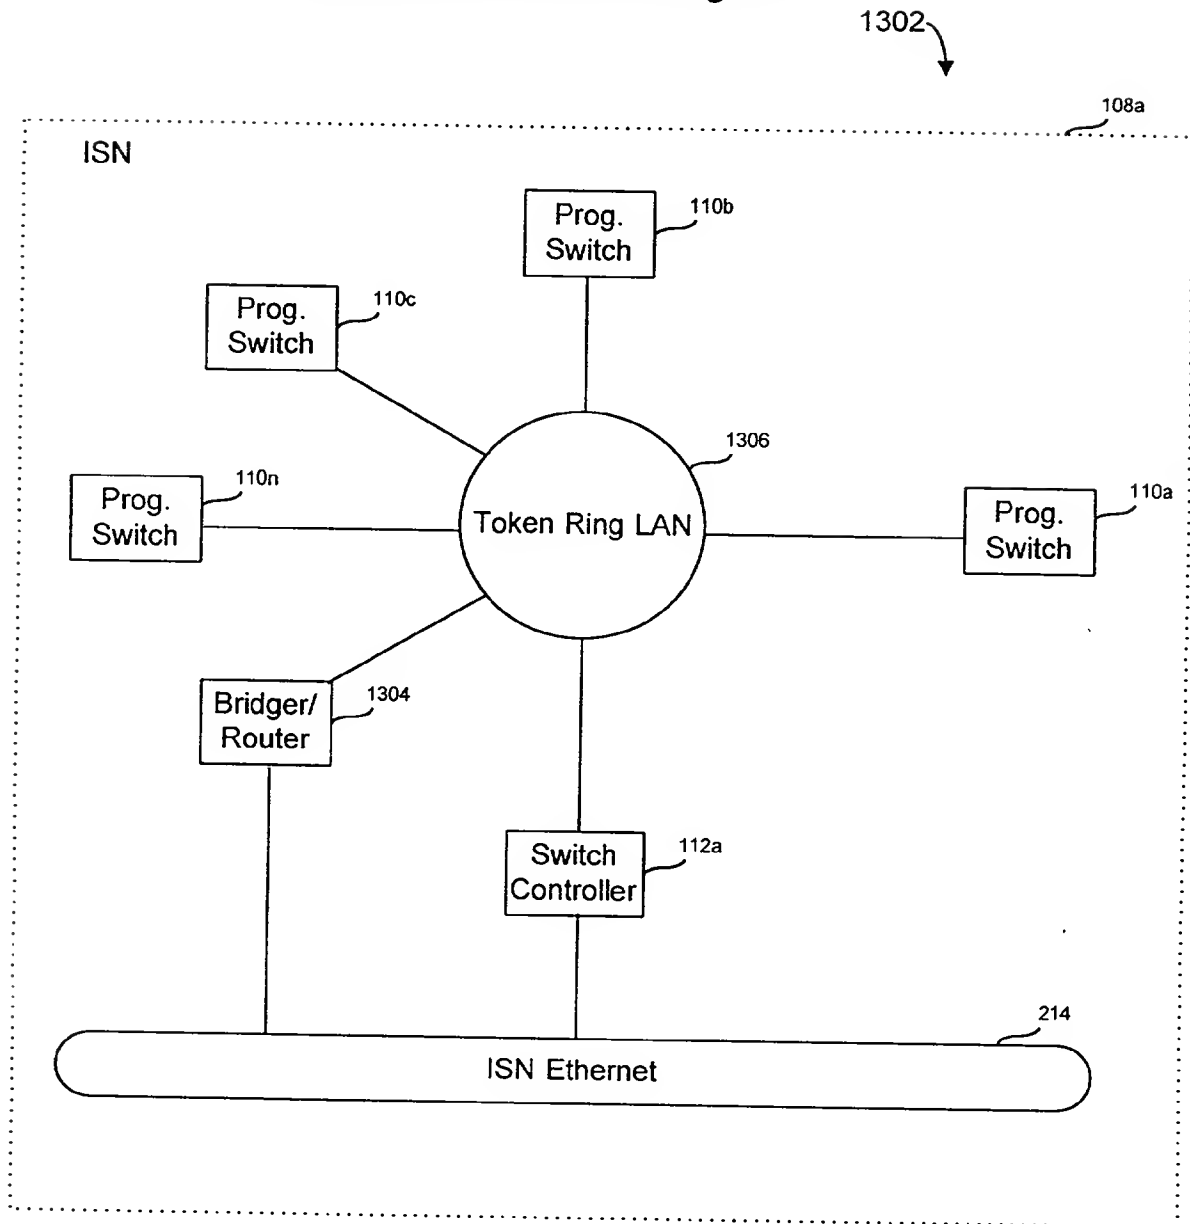 1302
108a
ISN
Prog.
Switch
110b
Prog.
Switch
110c
1306
Prog.
Switch
110n
Token Ring LAN
Prog.
Switch
110a
Bridger/
Router
1304
Switch
Controller
112a
214
ISN Ethernet